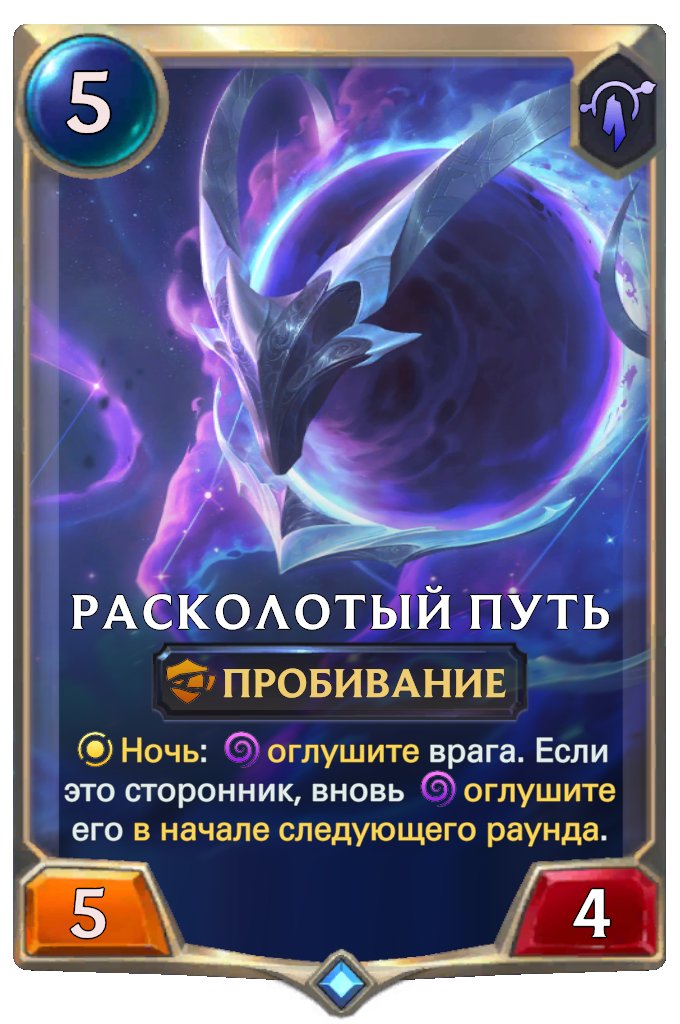 5
РАСКОЛОТЫЙ ПУТЬ
ПРОБИВАНИЕ
Ночь: оглушите врага. Если
это сторонник, вновь оглушите
его в начале следующего раунда.
5
4